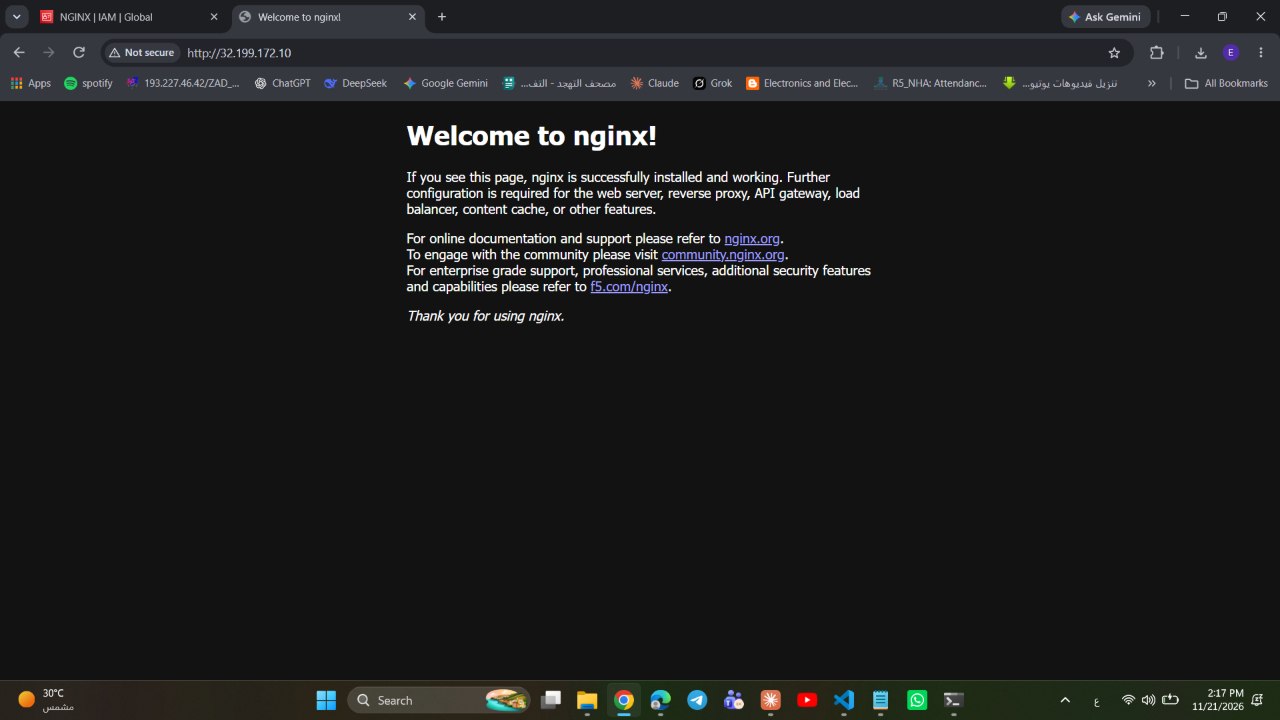 NGINX | IAM | Global
Welcome to nginx!
Ask Gemini
Not secure
http://32.199.172.10
E
Apps
spotify
193.227.46.42/ZAD_...
ChatGPT
DeepSeek
Google Gemini
مصحف التهجد - النف...
Claude
Grok
Electronics and Elec...
R5_NHA: Attendanc...
تنزيل فيديوهات يوتيو...
All Bookmarks
Welcome to nginx!
If you see this page, nginx is successfully installed and working. Further
configuration is required for the web server, reverse proxy, API gateway, load
balancer, content cache, or other features.
For online documentation and support please refer to nginx.org.
To engage with the community please visit community.nginx.org.
For enterprise grade support, professional services, additional security features
and capabilities please refer to f5.com/nginx.
Thank you for using nginx.
30°C
مشمس
Search
ع
2:17 PM
11/21/2026